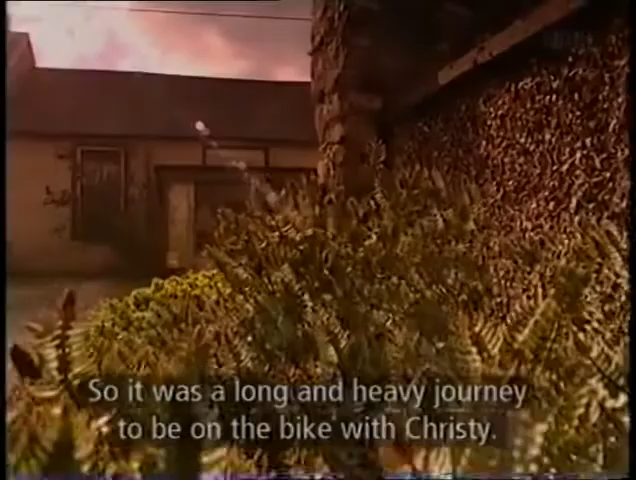 So it was a long and heavy journey
to be on the bike with Christy.